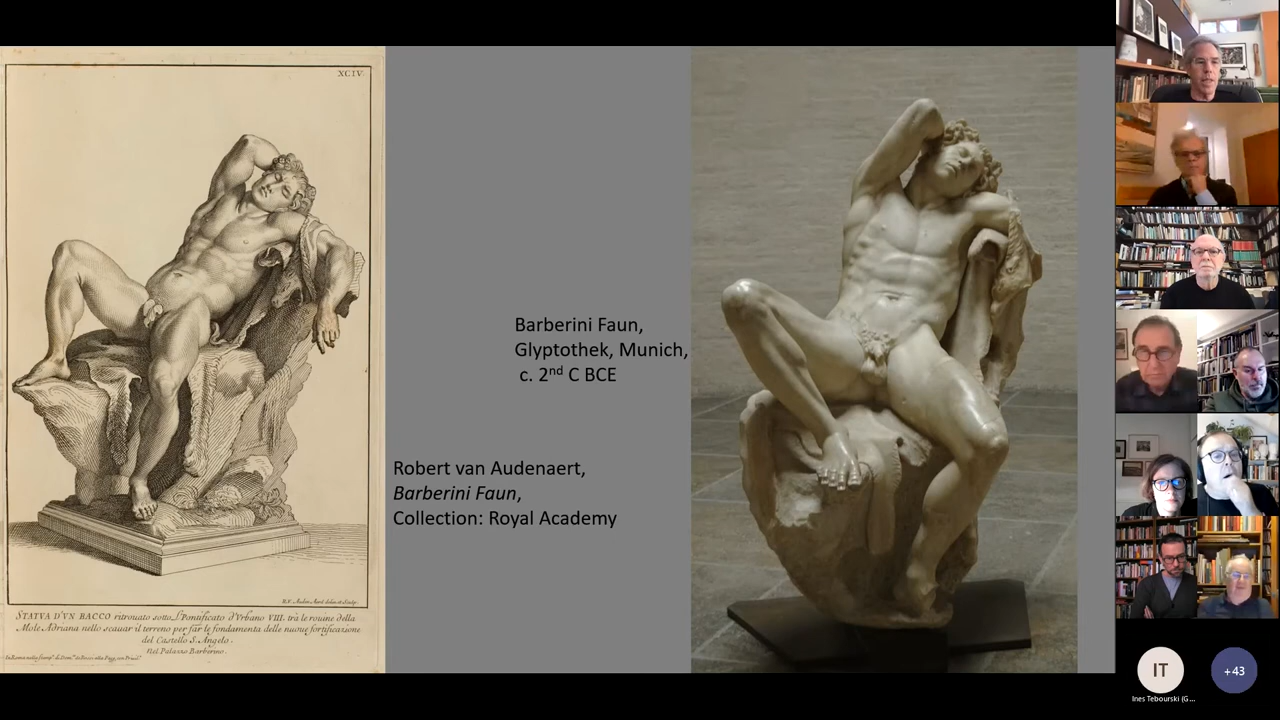 XCIV.
Barberini Faun,
Glyptothek, Munich,
c. 2nd C BCE
Robert van Audenaert,
Barberini Faun,
Collection: Royal Academy
STATVA D'VN BACCO ritrouato sotto l'Pontificato d'Vrbano VIII. trà le rouine della
Mole Adriana nello scauar il terreno per far le fondamenta delle nuoue fortificazione
del Castello S. Angelo.
Nel Palazzo Barberino.
IT
+43
Ines Tebourski (G...